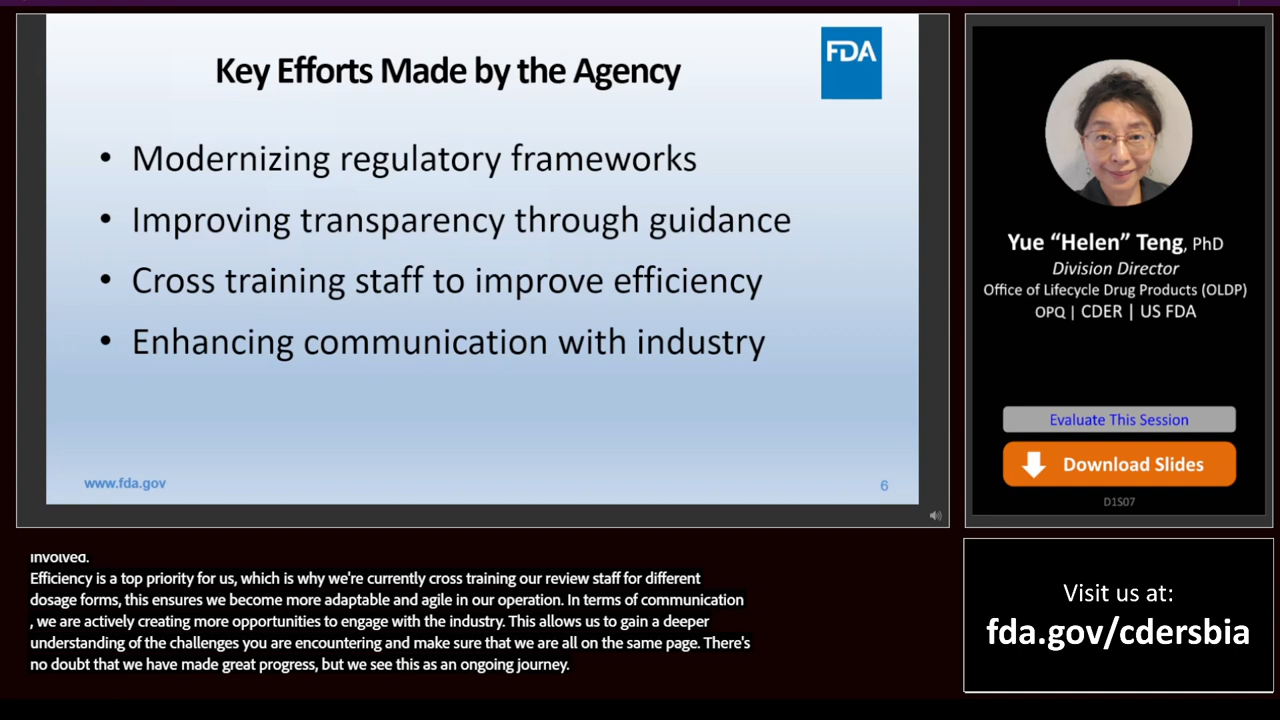 Key Efforts Made by the Agency
FDA
• Modernizing regulatory frameworks
• Improving transparency through guidance
• Cross training staff to improve efficiency
• Enhancing communication with industry
www.fda.gov
6
Yue “Helen” Teng, PhD
Division Director
Office of Lifecycle Drug Products (OLDP)
OPQ | CDER | US FDA
Evaluate This Session
Download Slides
D1S07
involved.
Efficiency is a top priority for us, which is why we're currently cross training our review staff for different
dosage forms, this ensures we become more adaptable and agile in our operation. In terms of communication
, we are actively creating more opportunities to engage with the industry. This allows us to gain a deeper
understanding of the challenges you are encountering and make sure that we are all on the same page. There's
no doubt that we have made great progress, but we see this as an ongoing journey.
Visit us at:
fda.gov/cdersbia